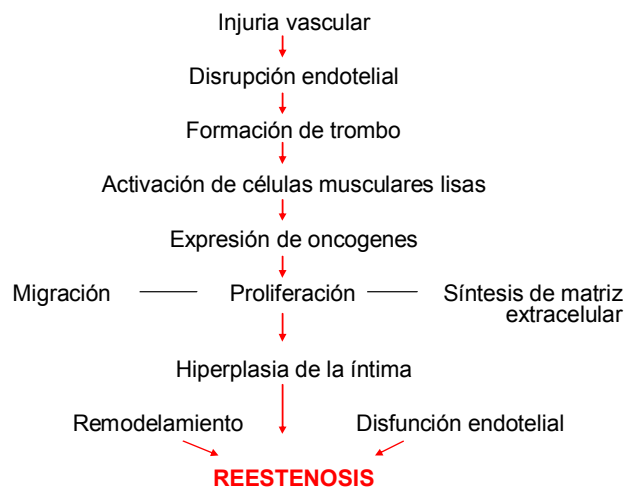 Injuria vascular
Disrupción endotelial
Formación de trombo
Activación de células musculares lisas
Expresión de oncogenes
Migración
Proliferación
Síntesis de matriz
extracelular
Hiperplasia de la íntima
Remodelamiento
Disfunción endotelial
REESTENOSIS